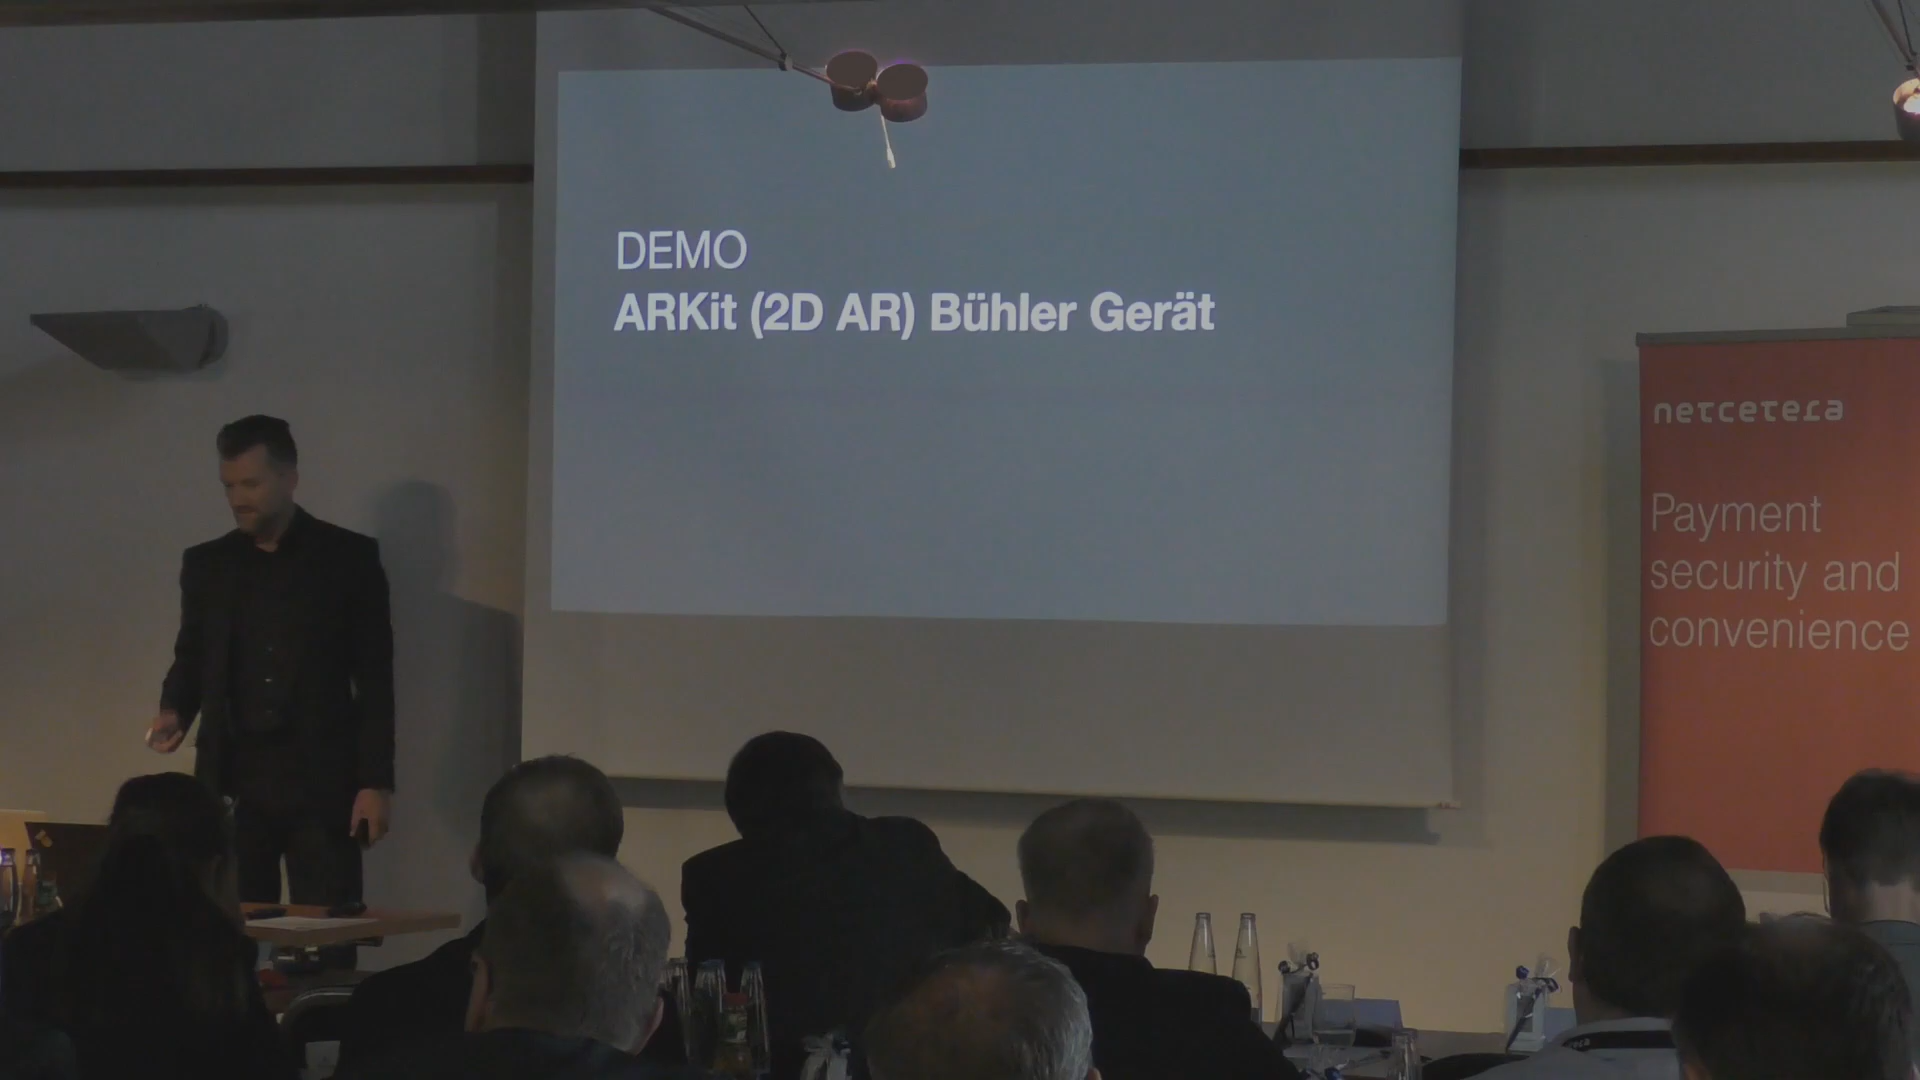 DEMO
ARKit (2D AR) Bühler Gerät
netcetera
Payment
security and
convenience